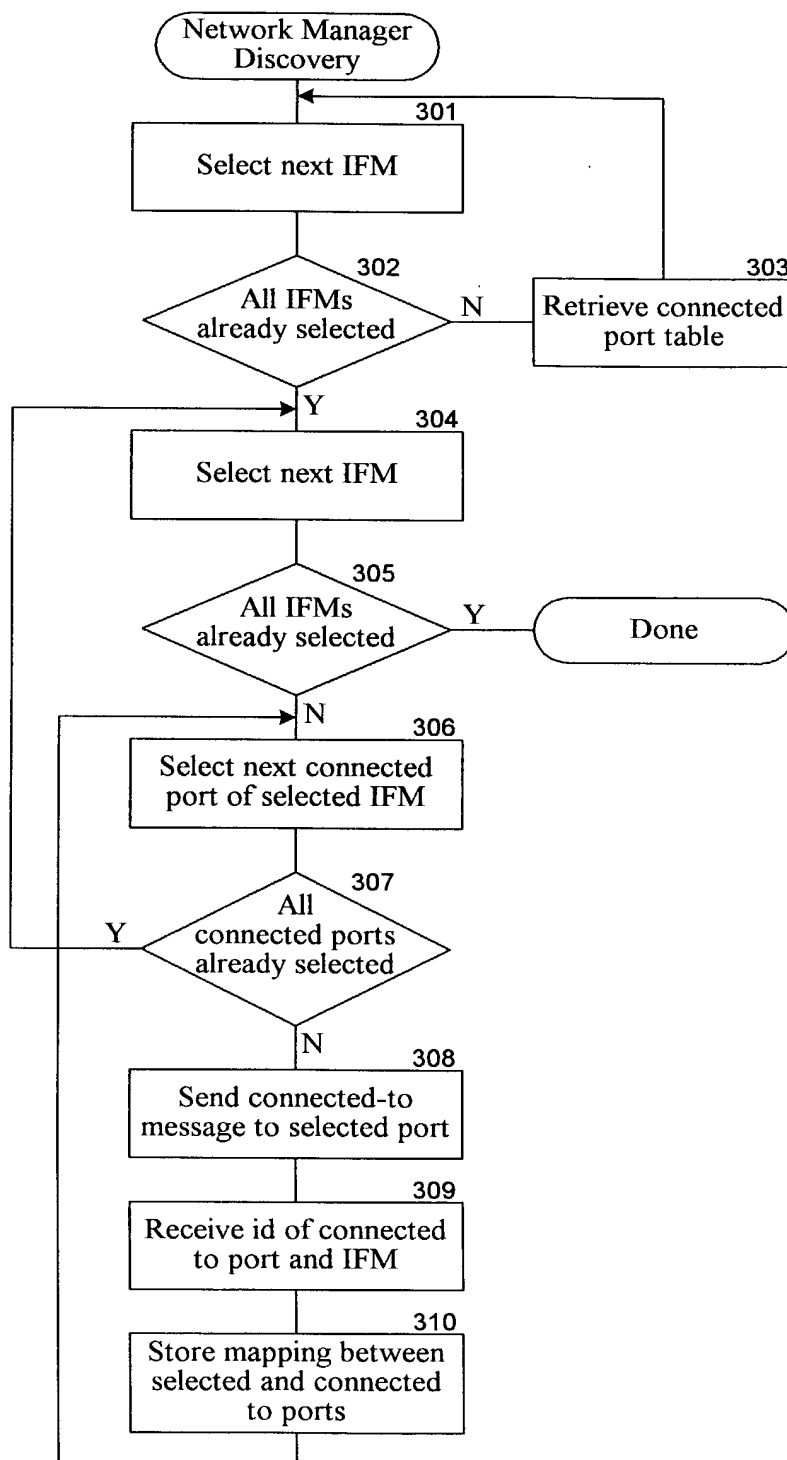 Network Manager
Discovery
301
Select next IFM
302
All IFMs
already selected
N
303
Retrieve connected
port table
Y
304
Select next IFM
305
All IFMs
already selected
Y
Done
N
306
Select next connected
port of selected IFM
307
All
connected ports
already selected
Y
N
308
Send connected-to
message to selected port
309
Receive id of connected
to port and IFM
310
Store mapping between
selected and connected
to ports